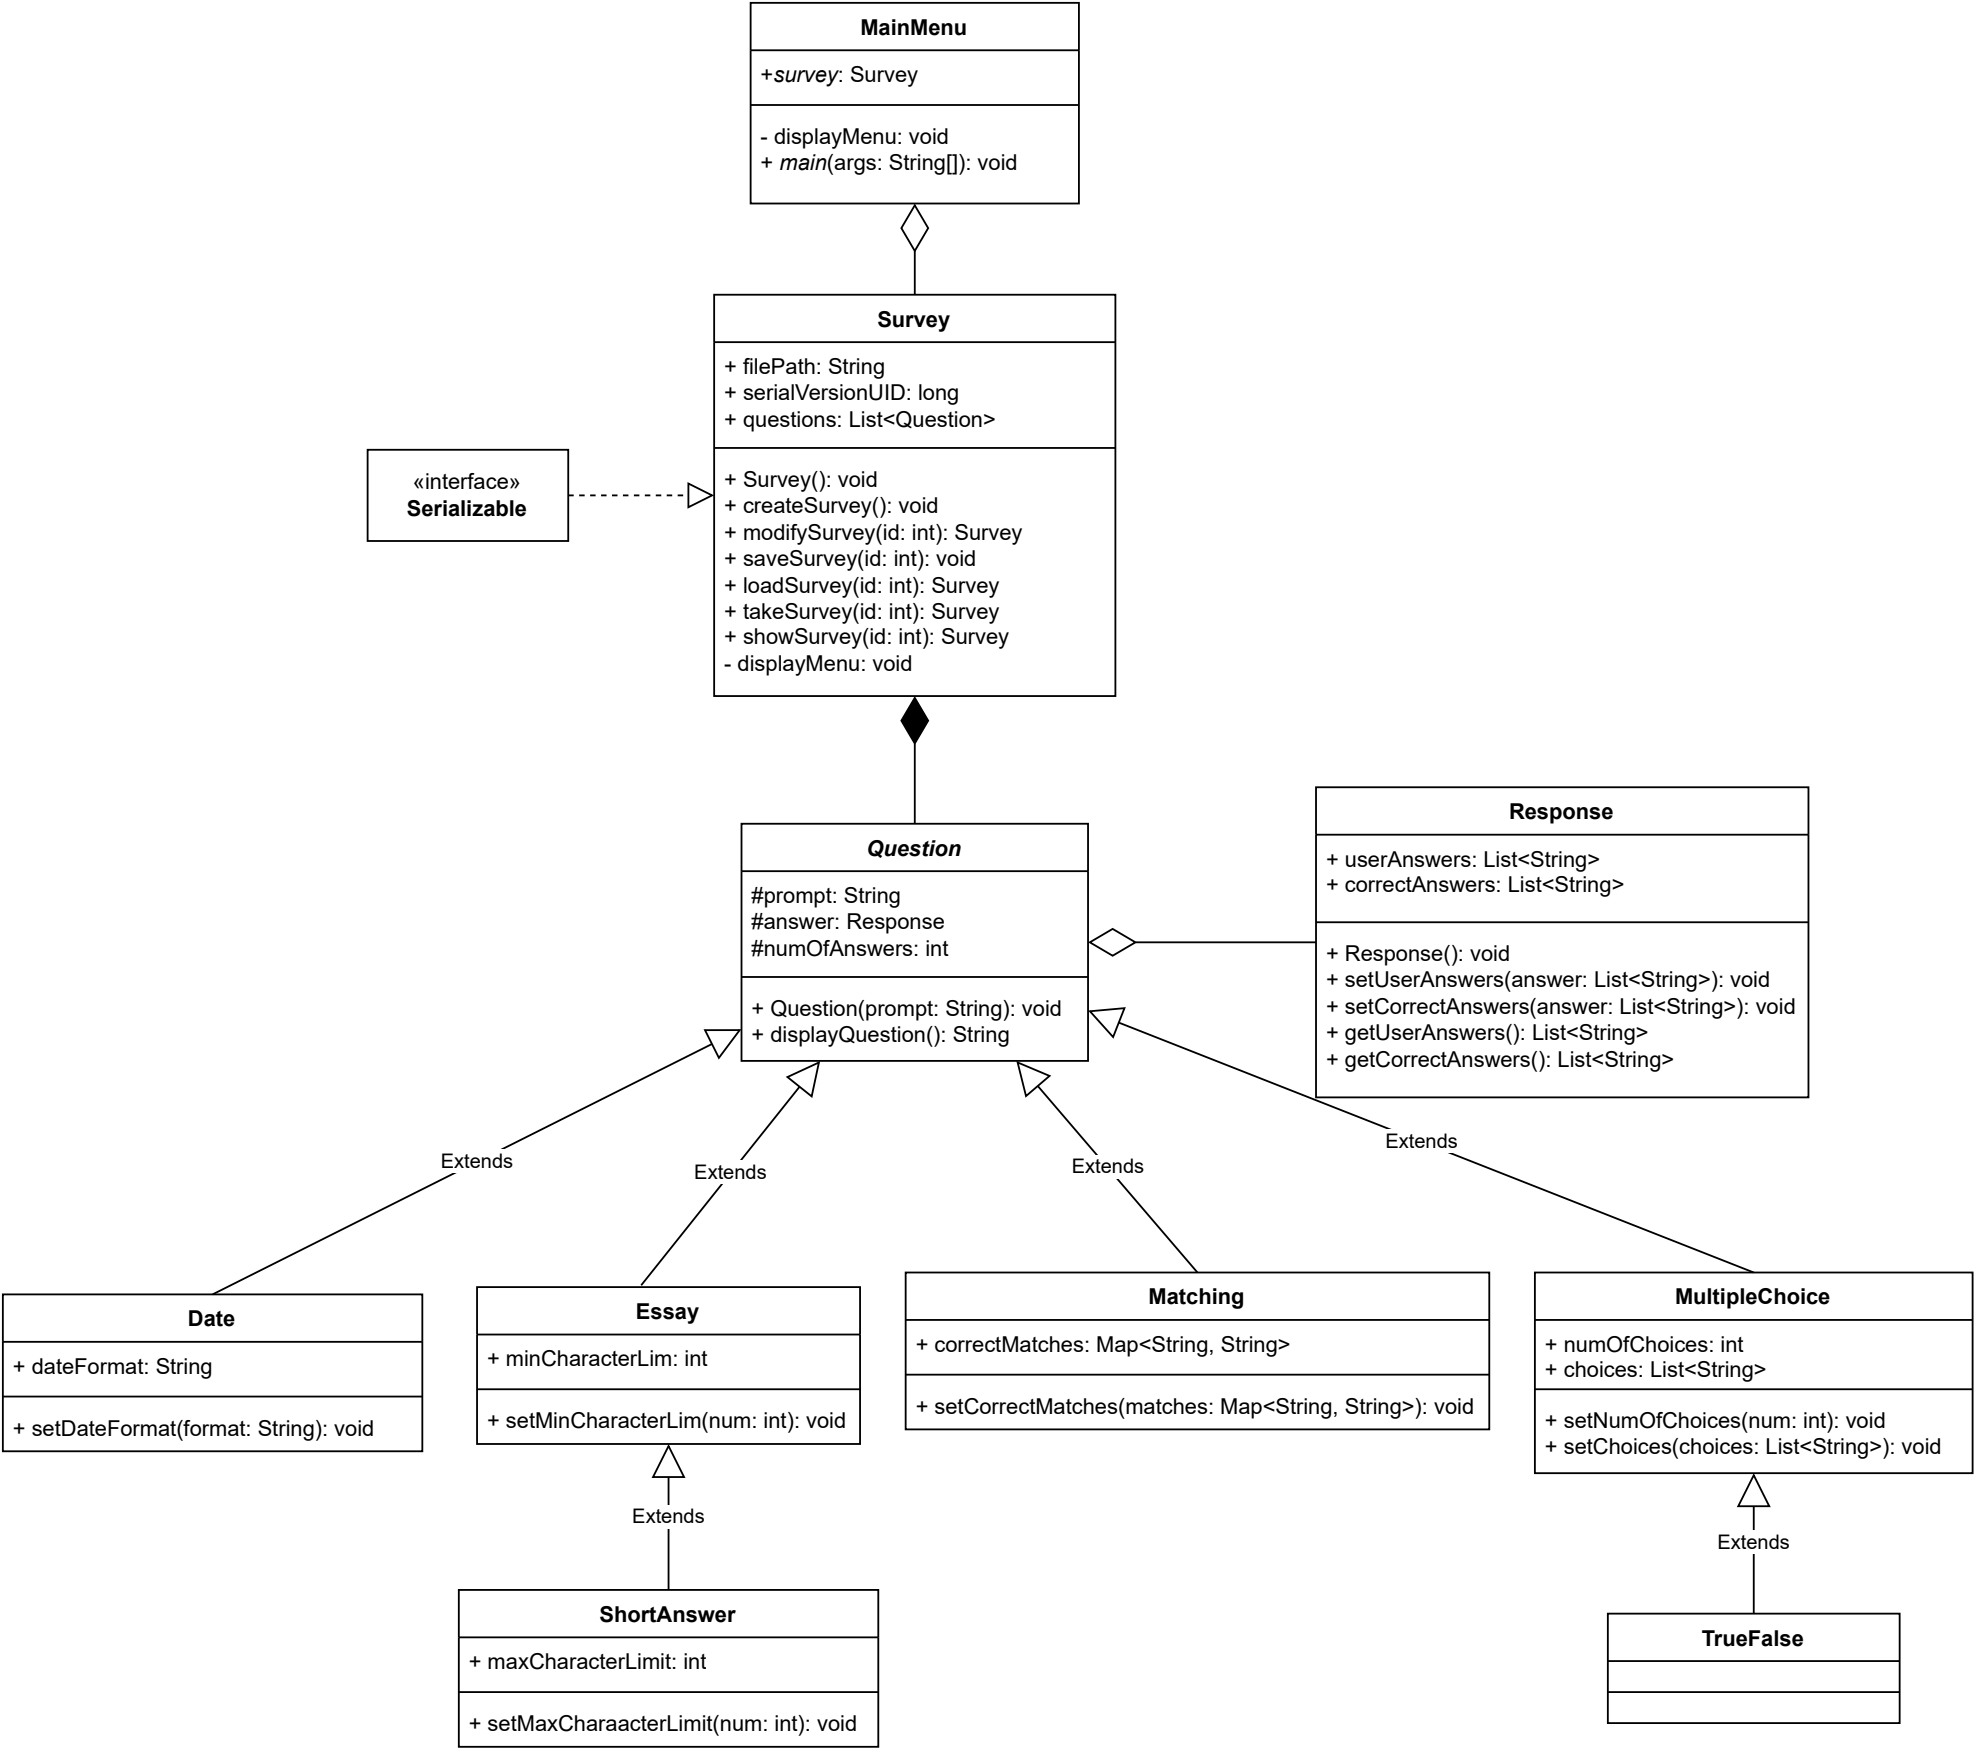 MainMenu
+survey: Survey
- displayMenu: void
+ main(args: String[]): void
Survey
+ filePath: String
+ serialVersionUID: long
+ questions: List<Question>
«interface»
Serializable
+ Survey(): void
+ createSurvey(): void
+ modifySurvey(id: int): Survey
+ saveSurvey(id: int): void
+ loadSurvey(id: int): Survey
+ takeSurvey(id: int): Survey
+ showSurvey(id: int): Survey
- displayMenu: void
Question
#prompt: String
#answer: Response
#numOfAnswers: int
+ Question(prompt: String): void
+ displayQuestion(): String
Response
+ userAnswers: List<String>
+ correctAnswers: List<String>
+ Response(): void
+ setUserAnswers(answer: List<String>): void
+ setCorrectAnswers(answer: List<String>): void
+ getUserAnswers(): List<String>
+ getCorrectAnswers(): List<String>
Extends
Extends
Extends
Extends
Date
+ dateFormat: String
+ setDateFormat(format: String): void
Essay
+ minCharacterLim: int
+ setMinCharacterLim(num: int): void
Matching
+ correctMatches: Map<String, String>
+ setCorrectMatches(matches: Map<String, String>): void
MultipleChoice
+ numOfChoices: int
+ choices: List<String>
+ setNumOfChoices(num: int): void
+ setChoices(choices: List<String>): void
Extends
Extends
ShortAnswer
+ maxCharacterLimit: int
+ setMaxCharaacterLimit(num: int): void
TrueFalse